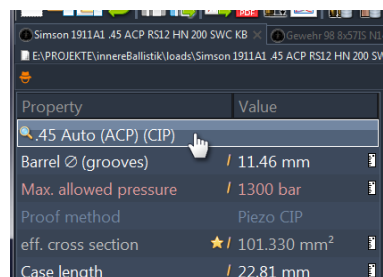 Simson 1911A1 .45 ACP RS12 HN 200 SWC KB
Gewehr 98 8x57IS N1
E:\PROJEKTE\innereBallistik\loads\Simson 1911A1 .45 ACP RS12 HN 200 SW
Property Value
.45 Auto (ACP) (CIP)
Barrel ∅ (grooves) 11.46 mm
Max. allowed pressure 1300 bar
Proof method Piezo CIP
eff. cross section 101.330 mm²
Case length 22.81 mm